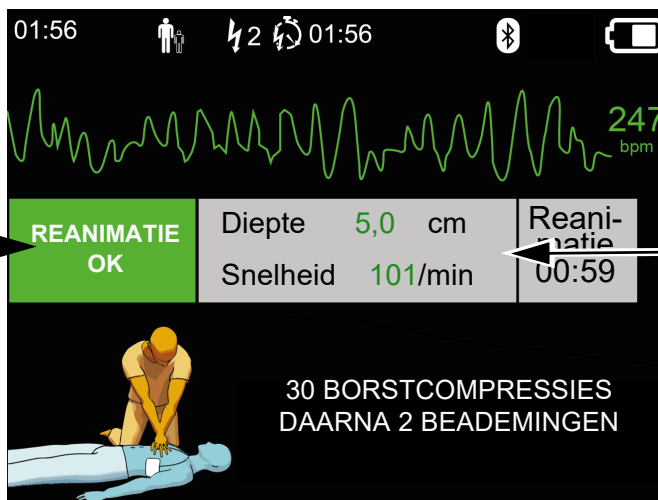 01:56 2 01:56
247
bpm
REANIMATIE
OK
Diepte 5,0 cm
Snelheid 101/min
Reani-
matie
00:59
30 BORSTCOMPRESSIES
DAARNA 2 BEADEMINGEN